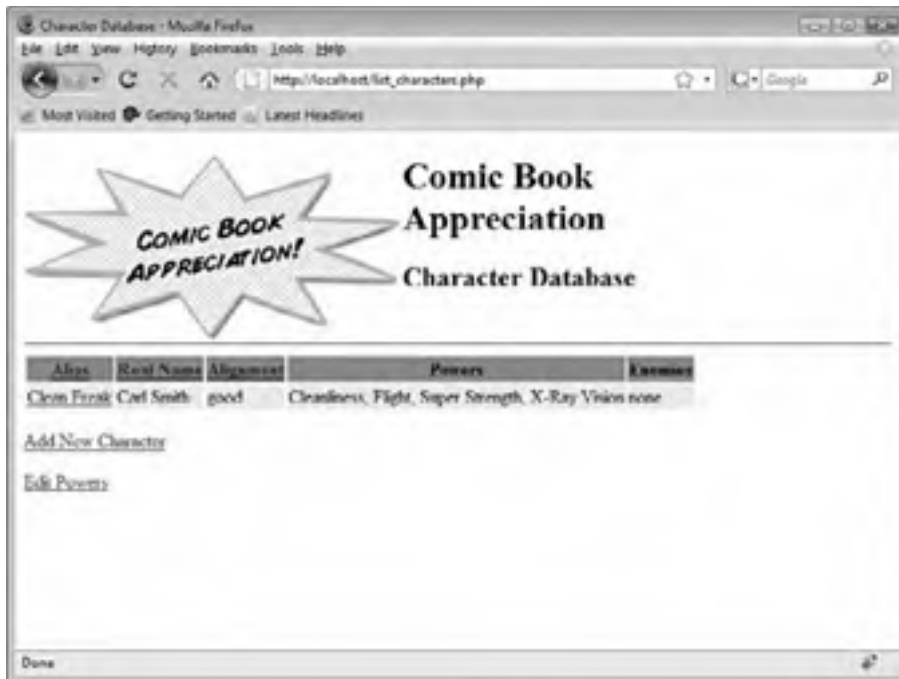 Character Database - Mozilla Firefox
File Edit View History Bookmarks Tools Help
http://localhost/list_characters.php
Google
Most Visited Getting Started Latest Headlines
COMIC BOOK
APPRECIATION!
Comic Book
Appreciation
Character Database
Alias Real Name Alignment Powers Enemies
Clean Freak Carl Smith good Cleanliness, Flight, Super Strength, X-Ray Vision none
Add New Character
Edit Powers
Done